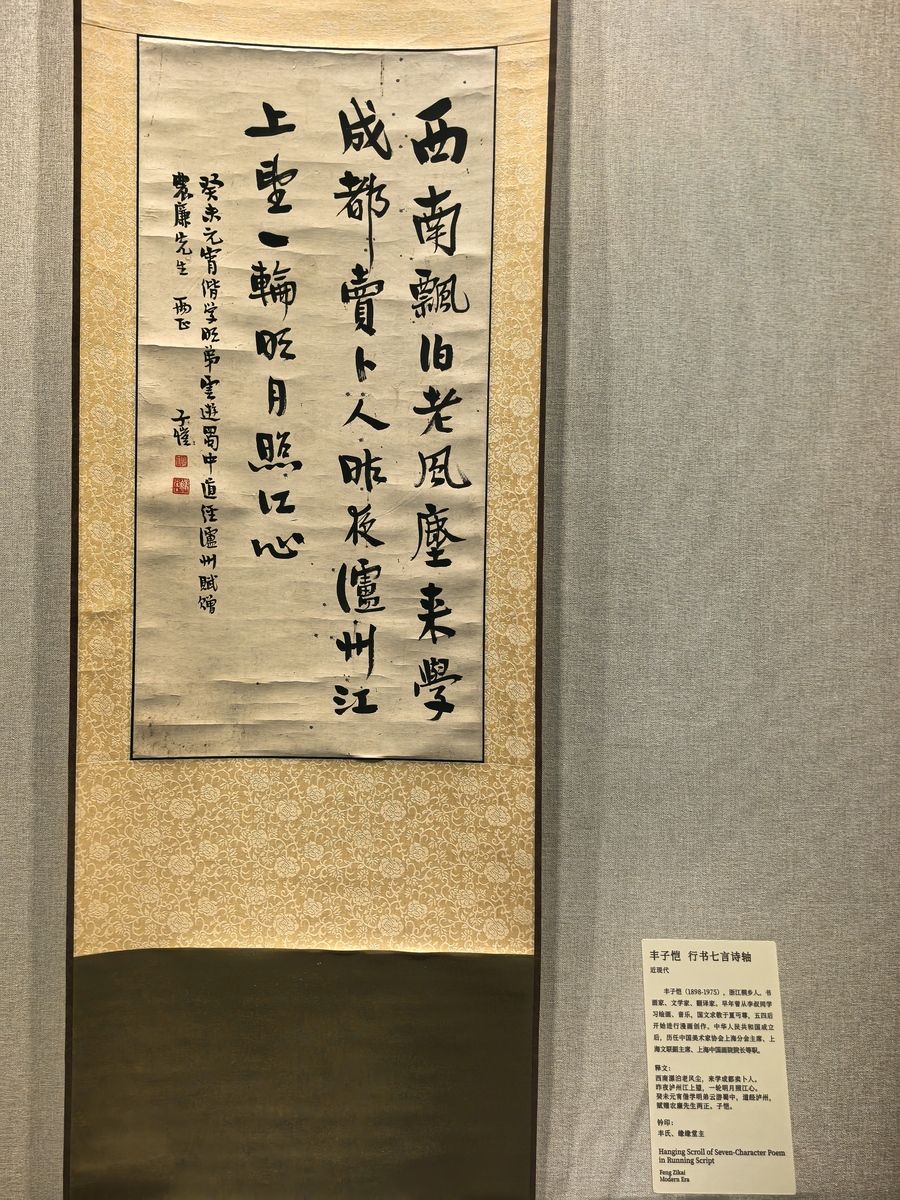 西南飄泊老風塵来學
成都賣卜人昨夜瀘州江
上望一輪明月照江心
癸未元宵偕学明弟雲遊蜀中道經瀘州賦贈
農廉先生 两正
子愷
丰子恺 行书七言诗轴
近现代
丰子恺（1898-1975），浙江桐乡人。书
画家、文学家、翻译家。早年曾从李叔同学
习绘画、音乐，国文求教于夏丏尊，五四后
开始进行漫画创作。中华人民共和国成立
后，历任中国美术家协会上海分会主席、上
海文联副主席、上海中国画院院长等职。
释文：
西南漂泊老风尘，来学成都卖卜人。
昨夜泸州江上望，一轮明月照江心。
癸未元宵偕学明弟云游蜀中，道经泸州，
赋赠农廉先生两正。子恺。
钤印：
丰氏、缘缘堂主
Hanging Scroll of Seven-Character Poem
in Running Script
Feng Zikai
Modern Era